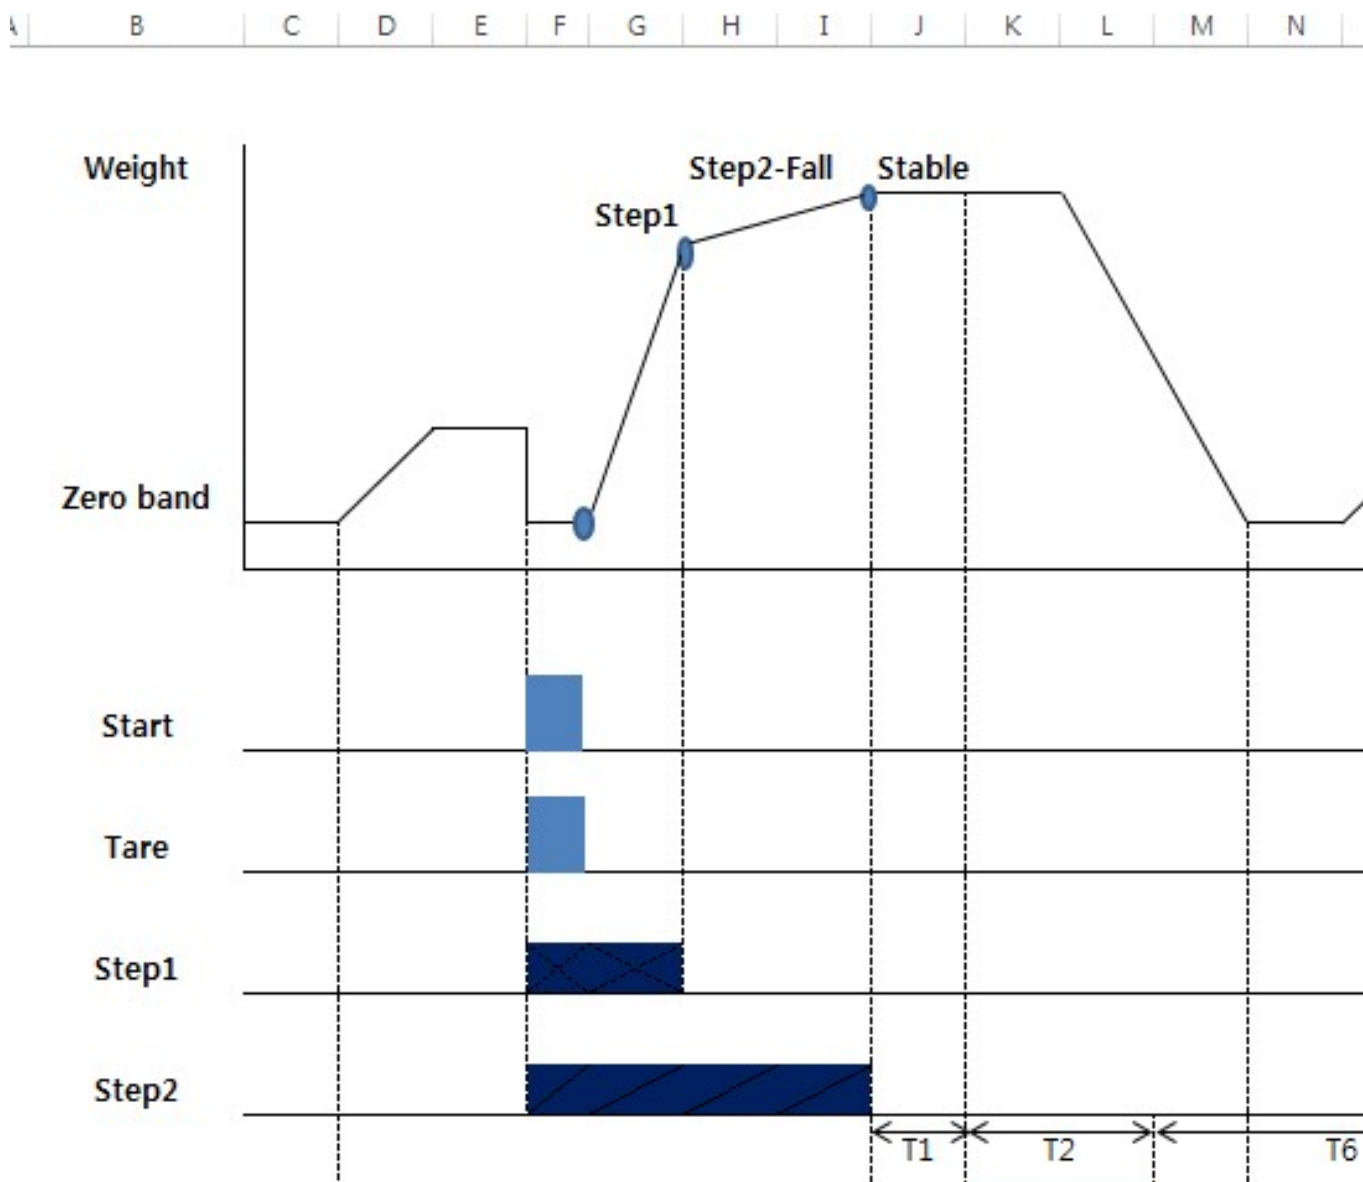 A B C D E F G H I J K L M N
Weight Step2-Fall Stable
Step1
Zero band
Start
Tare
Step1
Step2
T1 T2 T6